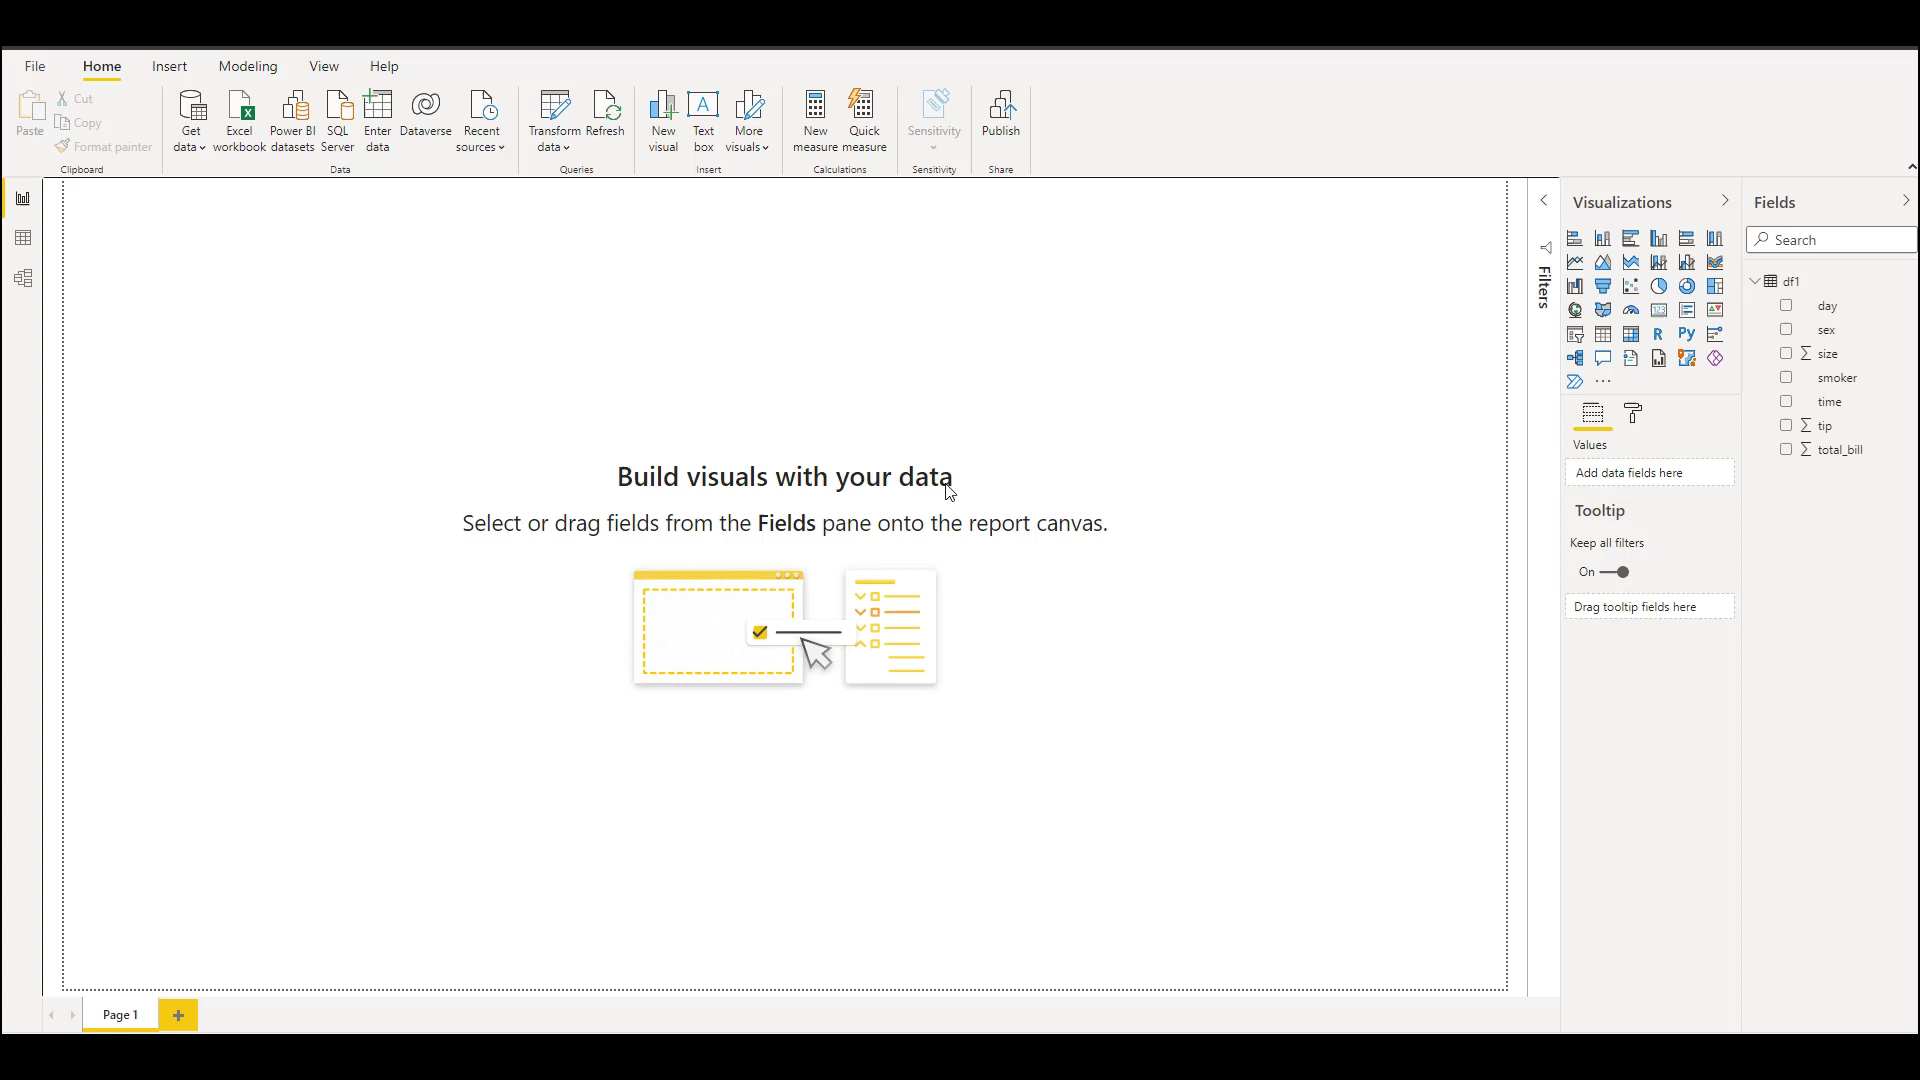 File Home Insert Modeling View Help
Paste
Cut
Copy
Format painter
Clipboard
Get
data
Excel
workbook
Power BI
datasets
SQL
Server
Enter
data
Dataverse
Recent
sources
Data
Transform
data
Refresh
Queries
New
visual
Text
box
More
visuals
Insert
New
measure
Quick
measure
Calculations
Sensitivity
Sensitivity
Publish
Share
Build visuals with your data
Select or drag fields from the Fields pane onto the report canvas.
Filters
Visualizations
R
Py
123
Values
Add data fields here
Tooltip
Keep all filters
On
Drag tooltip fields here
Fields
Search
df1
day
sex
∑ size
smoker
time
∑ tip
∑ total_bill
Page 1